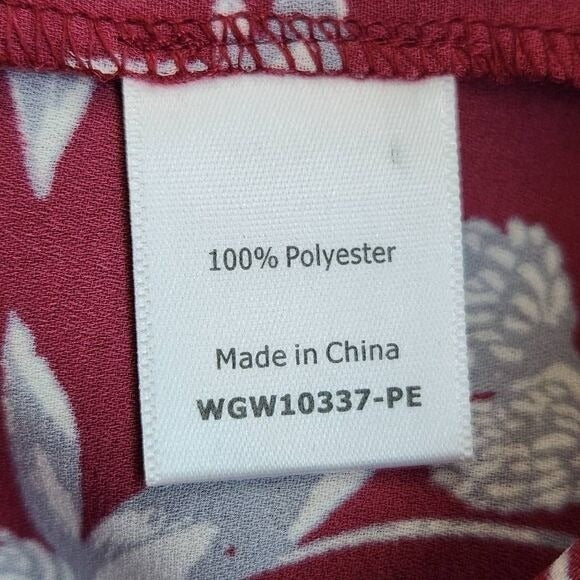 100% Polyester
Made in China
WGW10337-PE